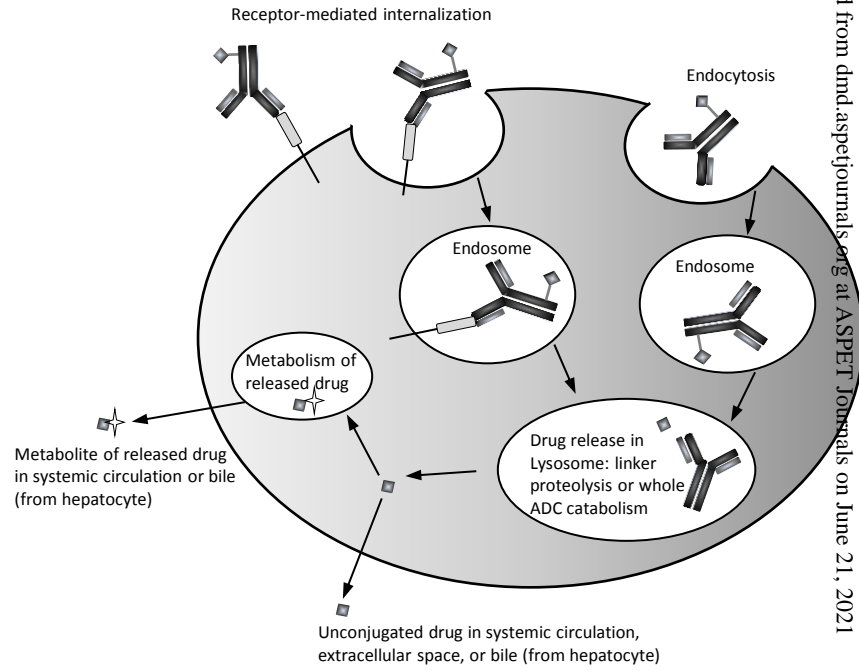 Receptor-mediated internalization
Endocytosis
Endosome
Endosome
Metabolism of
released drug
Drug release in
Lysosome: linker
proteolysis or whole
ADC catabolism
Metabolite of released drug
in systemic circulation or bile
(from hepatocyte)
Unconjugated drug in systemic circulation,
extracellular space, or bile (from hepatocyte)
from dmd.aspetjournals.org at ASPET Journals on June 21, 2021